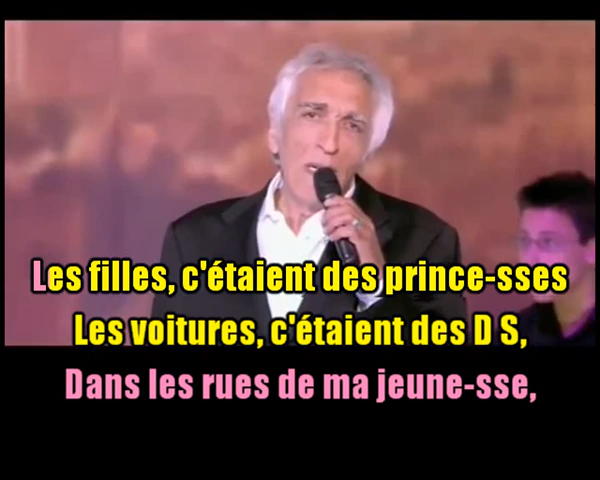 Les filles, c'étaient des prince-sses
Les voitures, c'étaient des D S,
Dans les rues de ma jeune-sse,